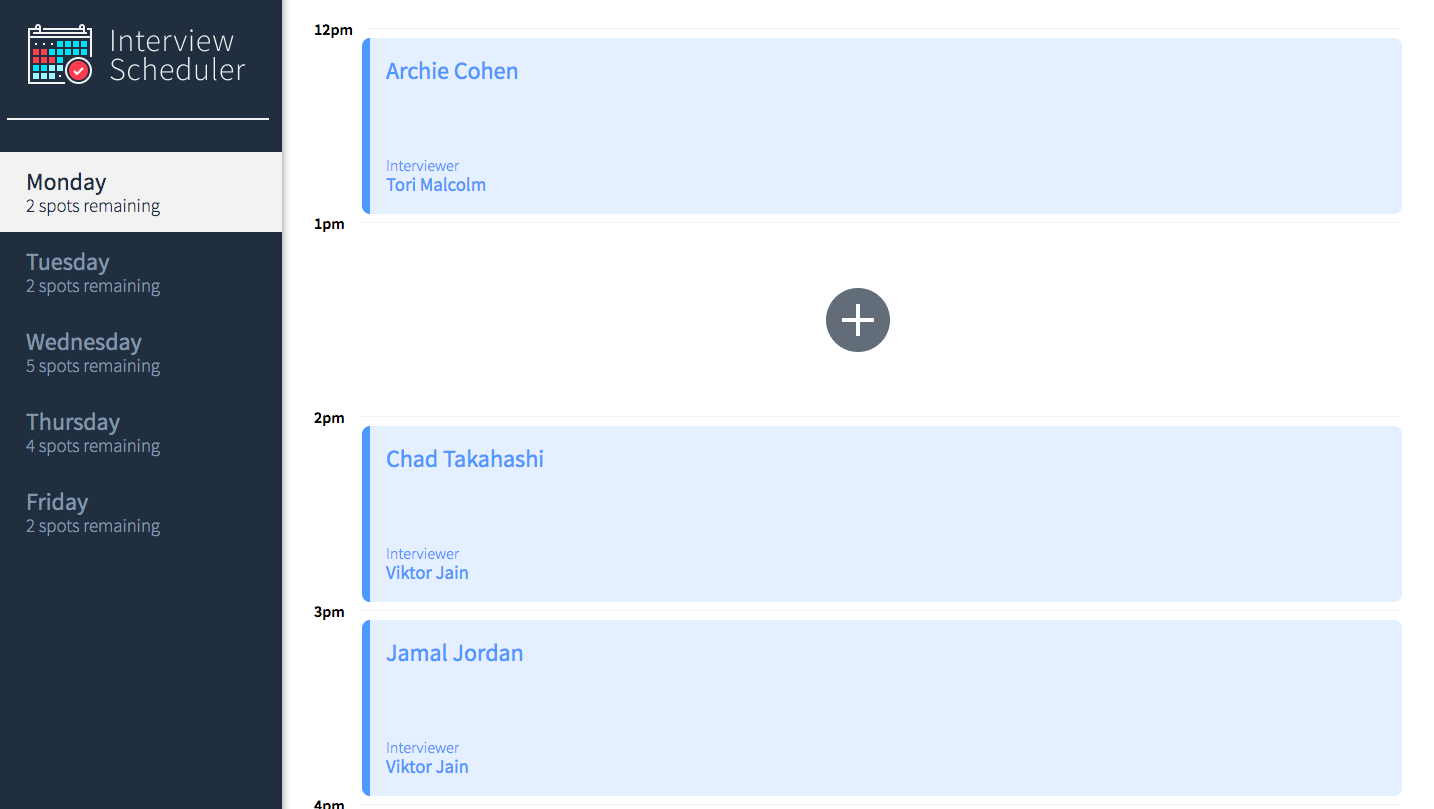 Interview
Scheduler
Monday
2 spots remaining
Tuesday
2 spots remaining
Wednesday
5 spots remaining
Thursday
4 spots remaining
Friday
2 spots remaining
12pm
Archie Cohen
Interviewer
Tori Malcolm
1pm
2pm
Chad Takahashi
Interviewer
Viktor Jain
3pm
Jamal Jordan
Interviewer
Viktor Jain
4pm